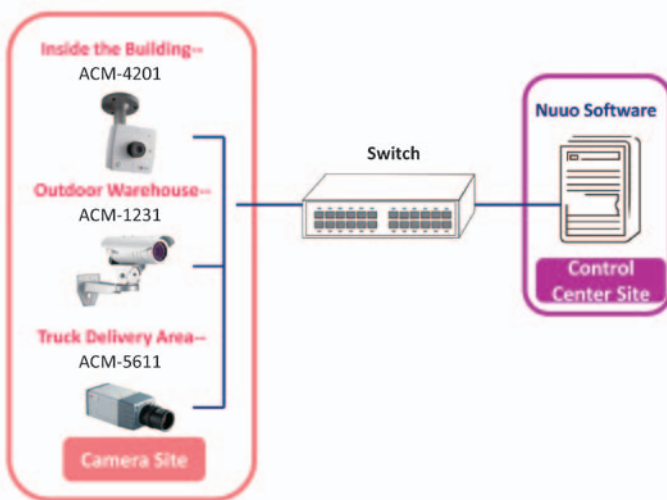 Inside the Building--
ACM-4201
Outdoor Warehouse--
ACM-1231
Truck Delivery Area--
ACM-5611
Camera Site
Switch
Nuuo Software
Control
Center Site